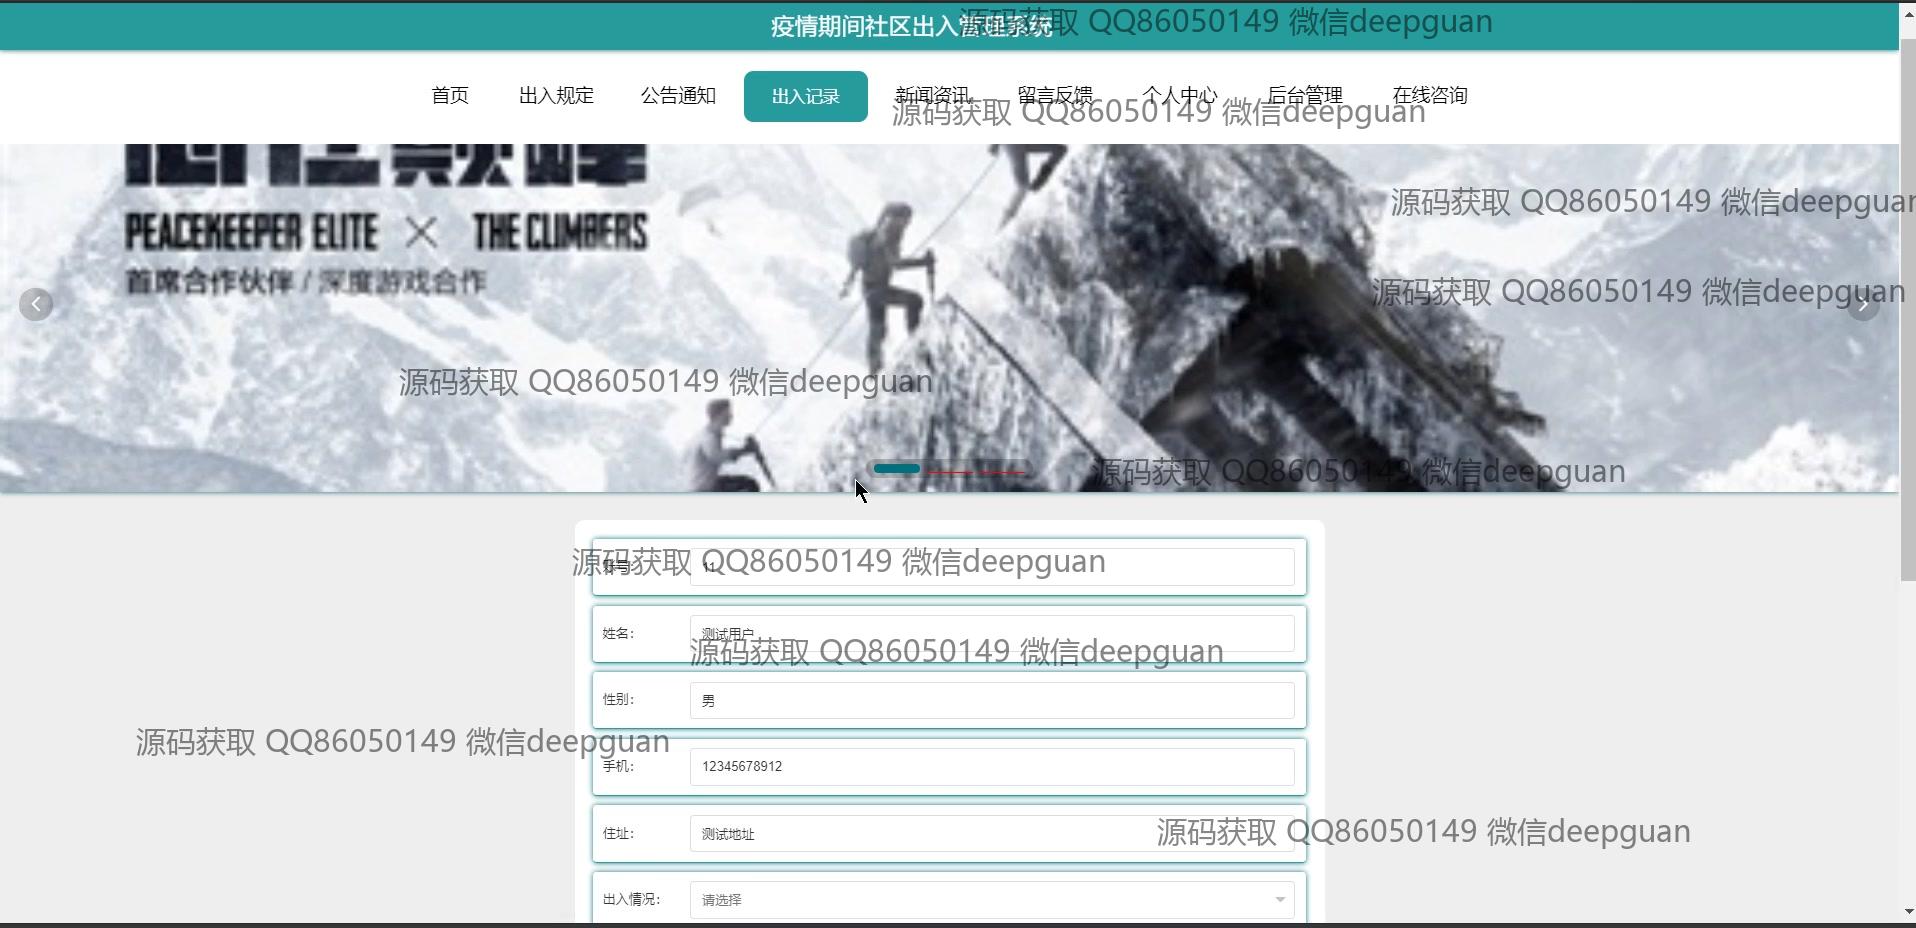 疫情期间社区出入管理系统
源码获取 QQ86050149 微信deepguan
首页 出入规定 公告通知 出入记录 新闻资讯 留言反馈 个人中心 后台管理 在线咨询
源码获取 QQ86050149 微信deepguan
源码获取 QQ86050149 微信deepguan
PEACEKEEPER ELITE × THE CLIMBERS
首席合作伙伴 / 深度游戏合作
源码获取 QQ86050149 微信deepguan
源码获取 QQ86050149 微信deepguan
源码获取 QQ86050149 微信deepguan
账号: 11
源码获取 QQ86050149 微信deepguan
姓名: 测试用户
源码获取 QQ86050149 微信deepguan
性别: 男
源码获取 QQ86050149 微信deepguan
手机: 12345678912
住址: 测试地址
源码获取 QQ86050149 微信deepguan
出入情况: 请选择